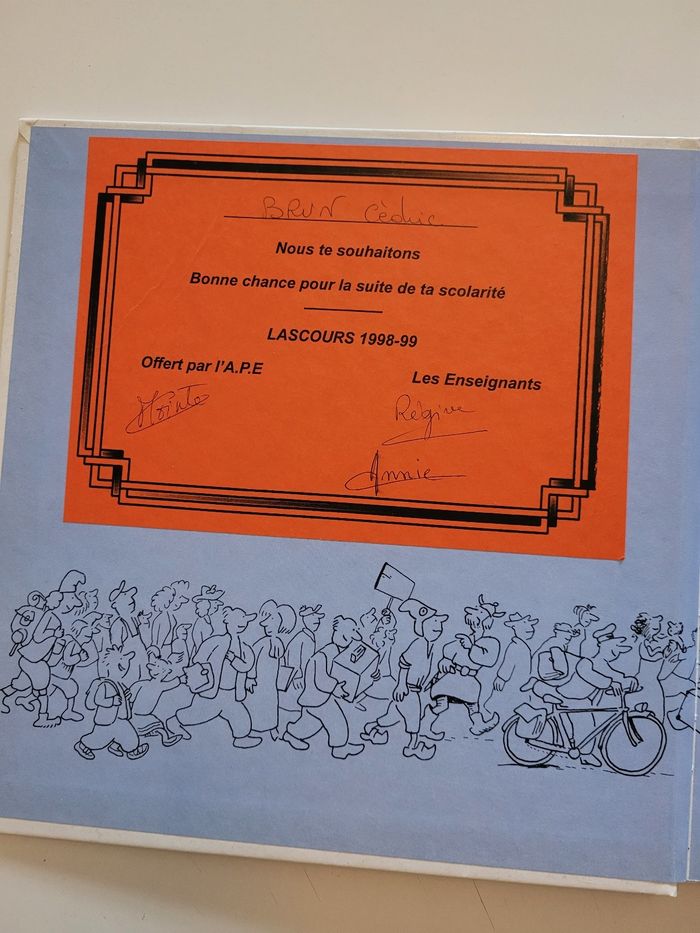 BRUN Cédric
Nous te souhaitons
Bonne chance pour la suite de ta scolarité
LASCOURS 1998-99
Offert par l'A.P.E
Les Enseignants
Régine
Annie